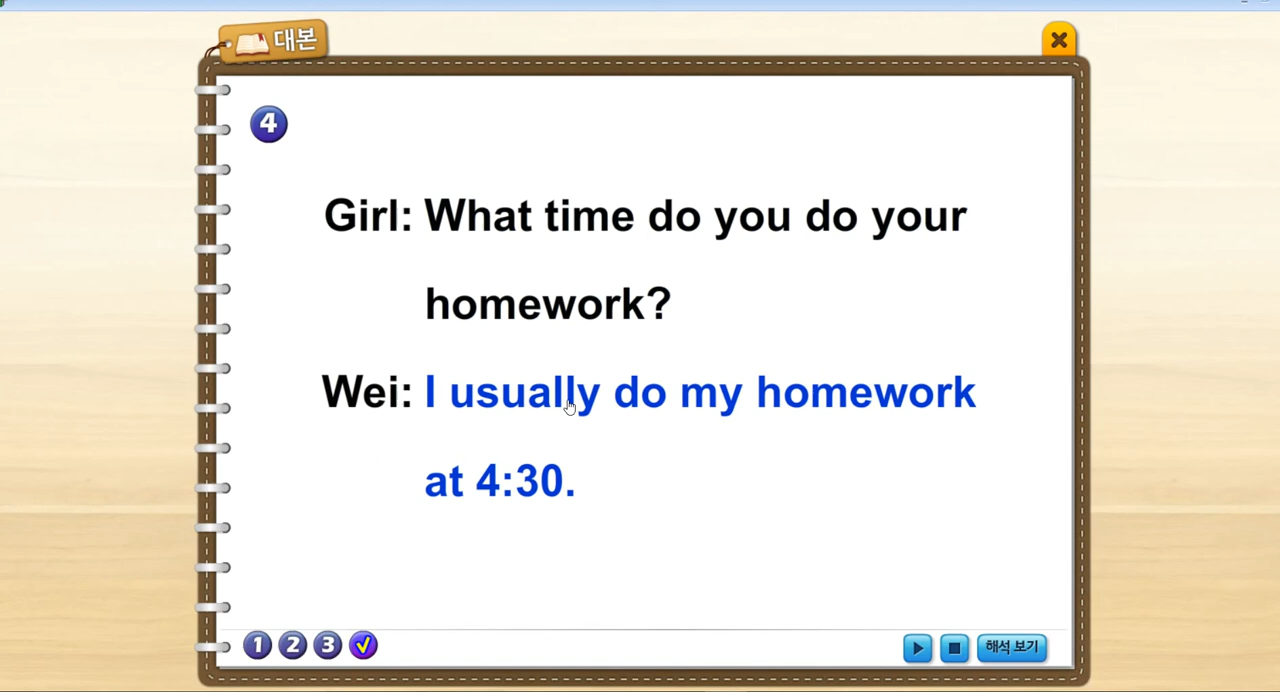 대본
4
Girl: What time do you do your
homework?
Wei: I usually do my homework
at 4:30.
1 2 3
해석 보기